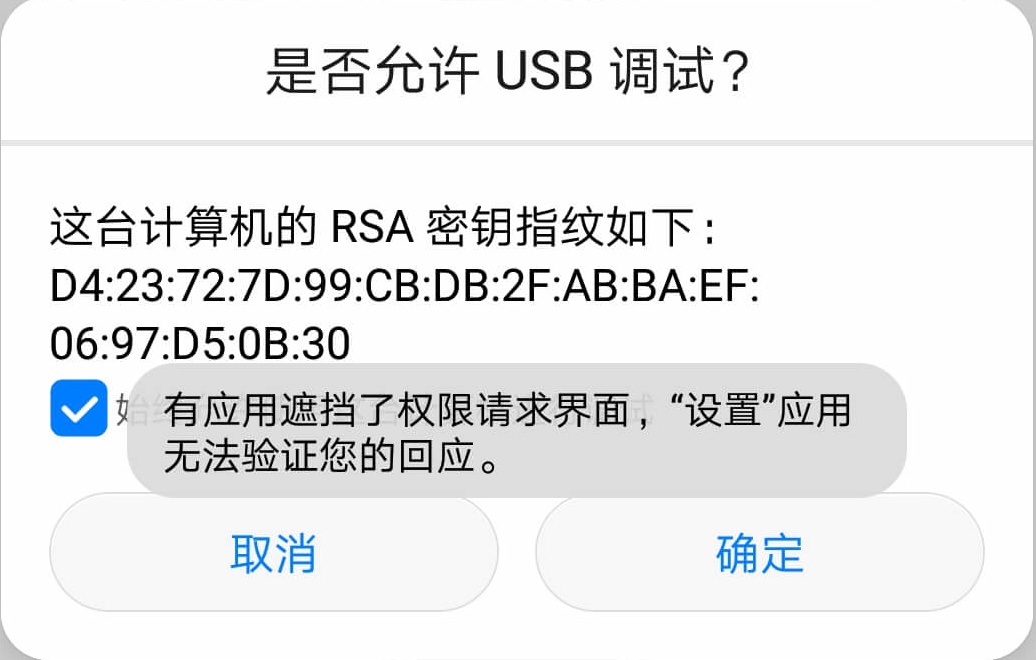 是否允许 USB 调试？
这台计算机的 RSA 密钥指纹如下：
D4:23:72:7D:99:CB:DB:2F:AB:BA:EF:
06:97:D5:0B:30
始
有应用遮挡了权限请求界面，“设置”应用
无法验证您的回应。
取消
确定